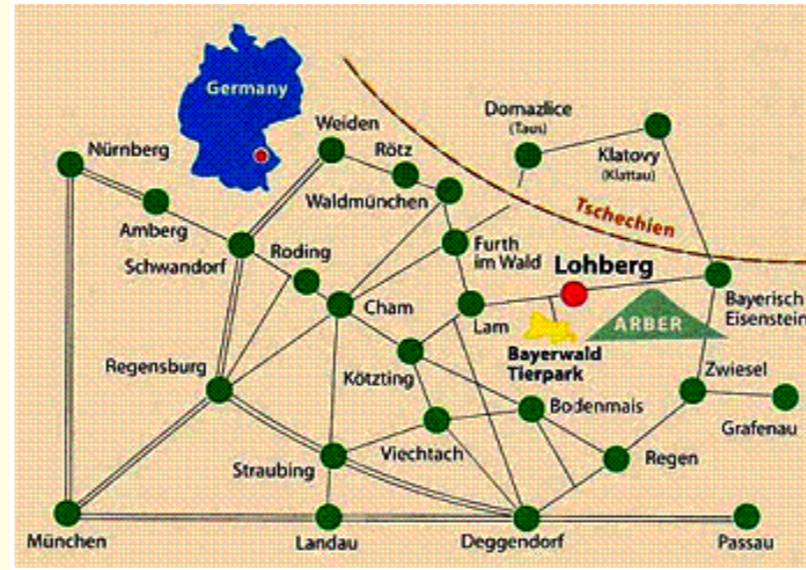 Germany
Domazlice
(Taus)
Weiden
Nürnberg
Rötz
Klatovy
(Klattau)
Waldmünchen
Tschechien
Amberg
Schwandorf
Roding
Furth
im Wald
Lohberg
Cham
Lam
Bayerisch
Eisenstein
ARBER
Bayerwald
Tierpark
Regensburg
Kötzting
Zwiesel
Bodenmais
Grafenau
Viechtach
Regen
Straubing
München
Landau
Deggendorf
Passau